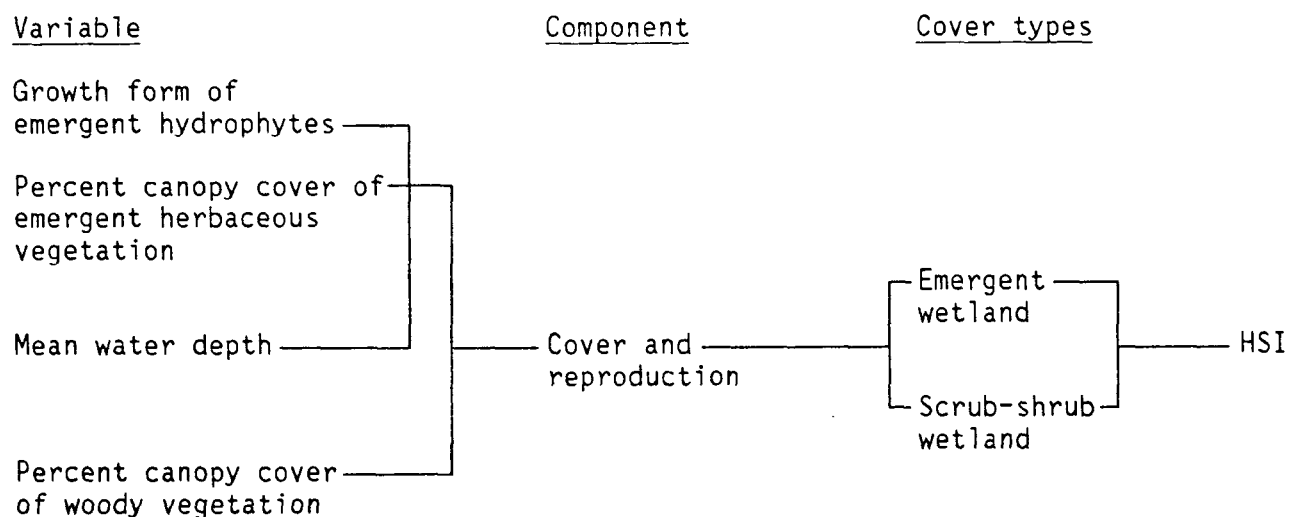 Variable
Component
Cover types
Growth form of
emergent hydrophytes
Percent canopy cover of
emergent herbaceous
vegetation
Mean water depth
Percent canopy cover
of woody vegetation
Cover and
reproduction
Emergent
wetland
Scrub-shrub
wetland
HSI